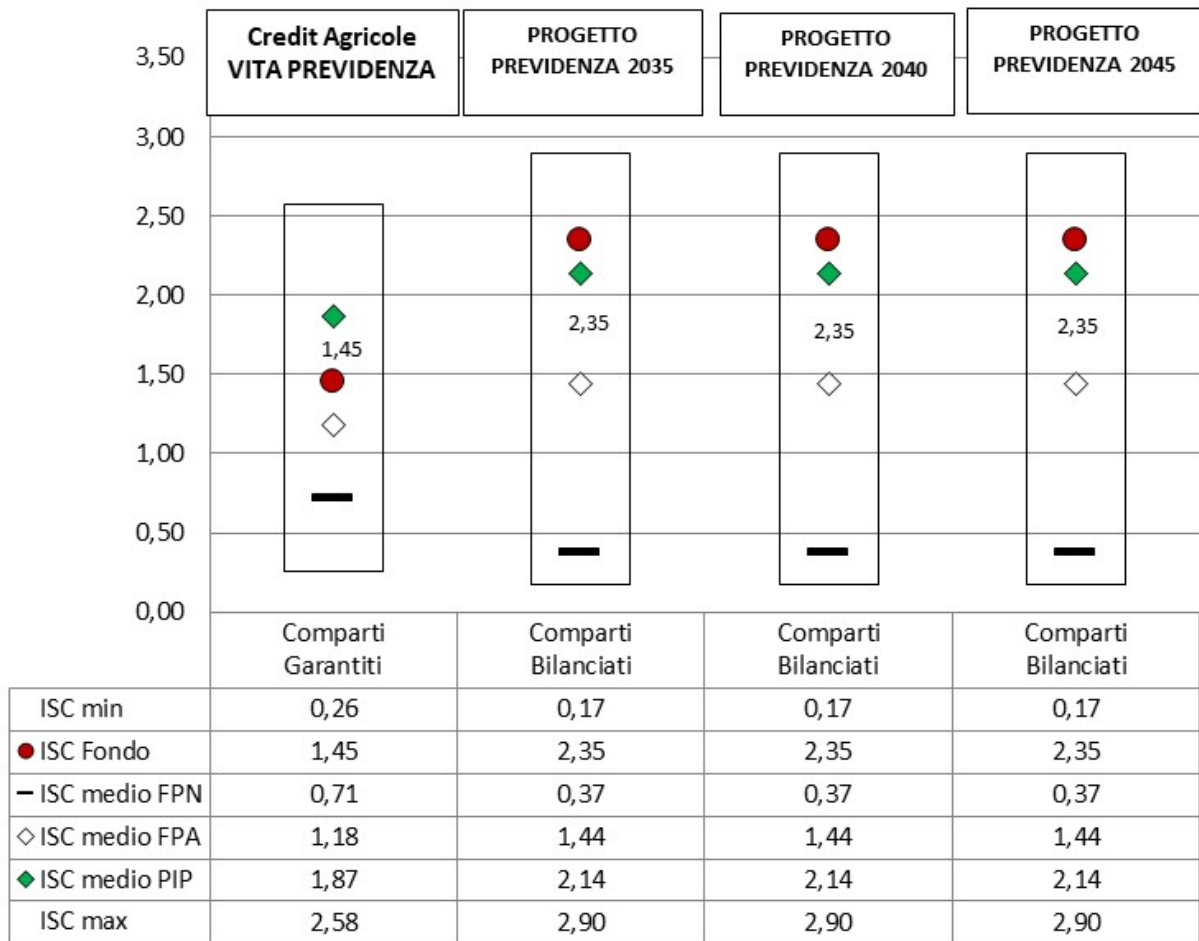 Credit Agricole
VITA PREVIDENZA
PROGETTO
PREVIDENZA 2035
PROGETTO
PREVIDENZA 2040
PROGETTO
PREVIDENZA 2045
3,50
3,00
2,50
2,00
1,50
1,00
0,50
0,00
1,45
2,35
2,35
2,35
Comparti
Garantiti
Comparti
Bilanciati
Comparti
Bilanciati
Comparti
Bilanciati
ISC min 0,26 0,17 0,17 0,17
ISC Fondo 1,45 2,35 2,35 2,35
ISC medio FPN 0,71 0,37 0,37 0,37
ISC medio FPA 1,18 1,44 1,44 1,44
ISC medio PIP 1,87 2,14 2,14 2,14
ISC max 2,58 2,90 2,90 2,90